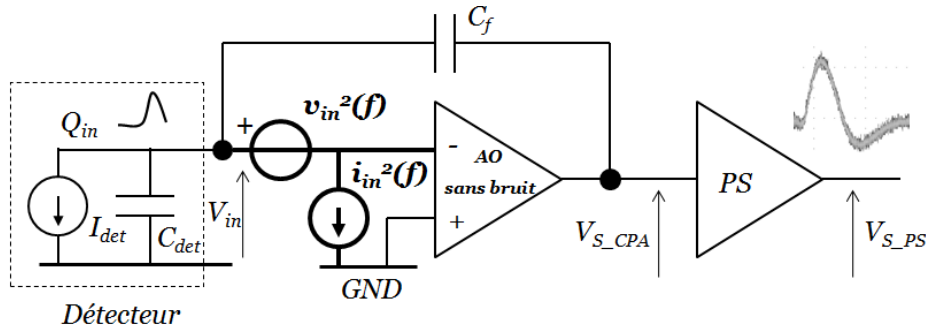 C_f
v_in²(f)
Q_in
+
-
AO
sans bruit
i_in²(f)
PS
I_det
C_det
V_in
+
V_S_CPA
V_S_PS
GND
Détecteur